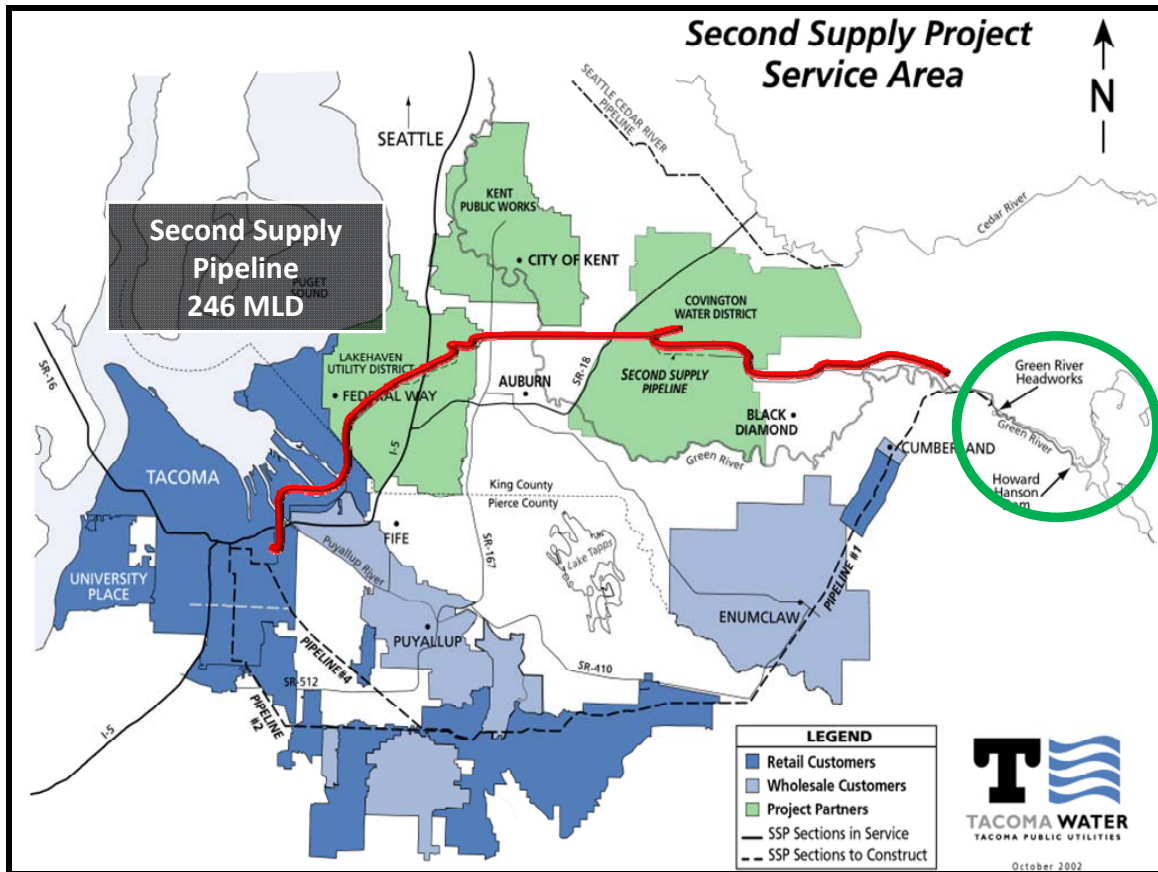 Second Supply Project
Service Area
N
SEATTLE CEDAR RIVER
PIPELINE
SEATTLE
Cedar River
KENT
PUBLIC WORKS
Second Supply
Pipeline
246 MLD
PUGET
SOUND
CITY OF KENT
COVINGTON
WATER DISTRICT
SR-16
LAKEHAVEN
UTILITY DISTRICT
FEDERAL WAY
AUBURN
SR-18
SECOND SUPPLY
PIPELINE
Green River
Headworks
BLACK
DIAMOND
Green River
Green River
CUMBERLAND
I-5
TACOMA
King County
Pierce County
Howard
Hanson
Dam
FIFE
SR-167
Lake Tapps
UNIVERSITY
PLACE
Puyallup River
PIPELINE #1
ENUMCLAW
PUYALLUP
PIPELINE #4
SR-410
SR-512
PIPELINE
#2
I-5
LEGEND
Retail Customers
Wholesale Customers
Project Partners
SSP Sections in Service
SSP Sections to Construct
T
TACOMA WATER
TACOMA PUBLIC UTILITIES
October 2002